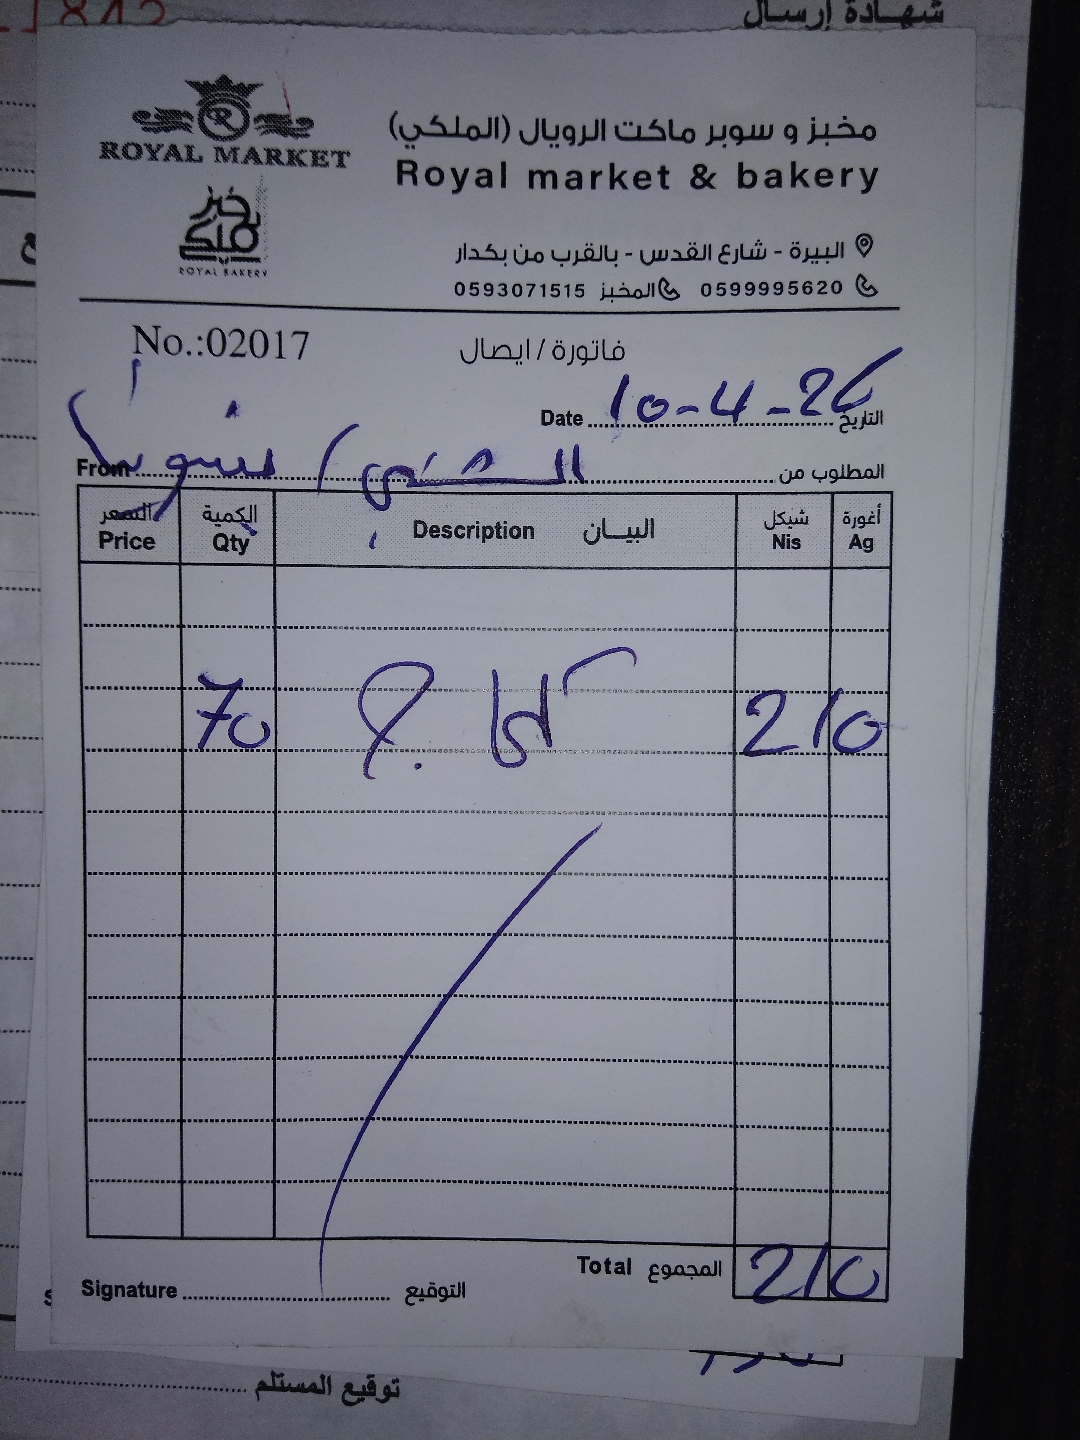 شهادة إرسال
ROYAL MARKET
خبز ملكي
ROYAL BAKERY
مخبز و سوبر ماكت الرويال (الملكي)
Royal market & bakery
البيرة - شارع القدس - بالقرب من بكدار
0599995620 المخبز 0593071515
No.:02017
فاتورة / ايصال
Date 10-4-26 التاريخ
From المطلوب من
السعر الكمية البيان شيكل أغورة
Price Qty Description Nis Ag
70 210
Total المجموع 210
Signature التوقيع
توقيع المستلم